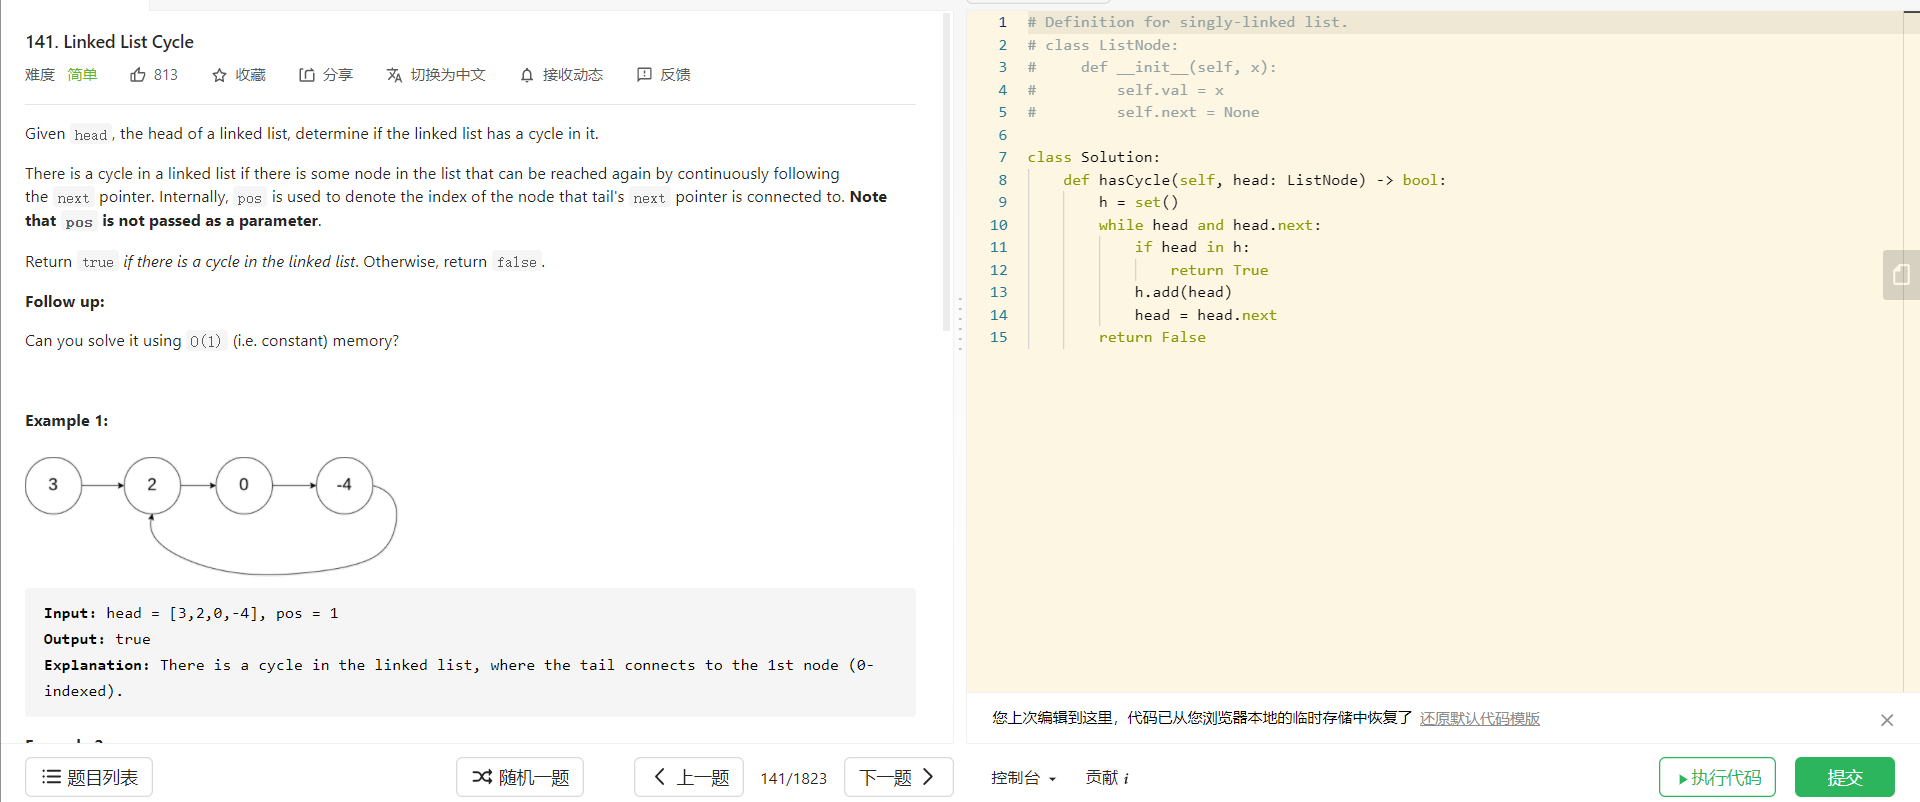 141. Linked List Cycle
难度 简单 813 收藏 分享 切换为中文 接收动态 反馈
Given head, the head of a linked list, determine if the linked list has a cycle in it.
There is a cycle in a linked list if there is some node in the list that can be reached again by continuously following
the next pointer. Internally, pos is used to denote the index of the node that tail's next pointer is connected to. Note
that pos is not passed as a parameter.
Return true if there is a cycle in the linked list. Otherwise, return false.
Follow up:
Can you solve it using O(1) (i.e. constant) memory?
Example 1:
3 2 0 -4
Input: head = [3,2,0,-4], pos = 1
Output: true
Explanation: There is a cycle in the linked list, where the tail connects to the 1st node (0-
indexed).
题目列表 随机一题 上一题 141/1823 下一题
1 # Definition for singly-linked list.
2 # class ListNode:
3 #     def __init__(self, x):
4 #         self.val = x
5 #         self.next = None
6
7 class Solution:
8     def hasCycle(self, head: ListNode) -> bool:
9         h = set()
10         while head and head.next:
11             if head in h:
12                 return True
13             h.add(head)
14             head = head.next
15         return False
您上次编辑到这里，代码已从您浏览器本地的临时存储中恢复了 还原默认代码模版
控制台 贡献 i 执行代码 提交